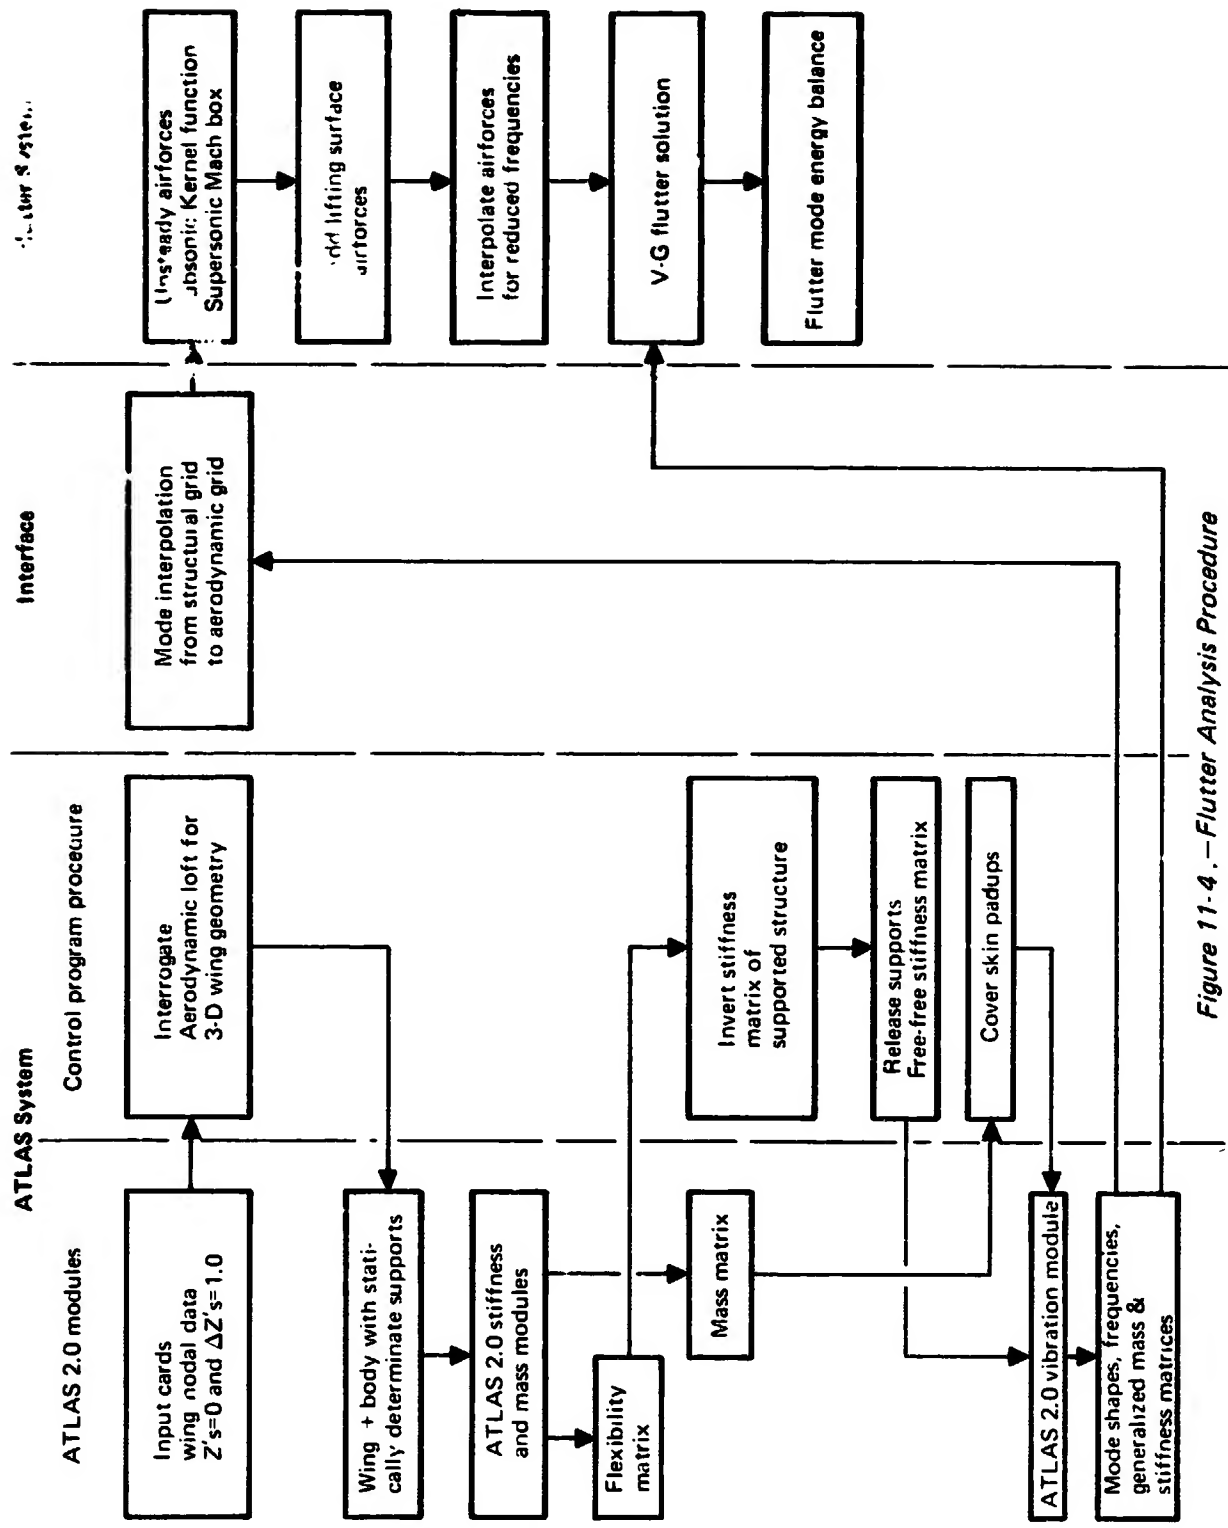 ATLAS System
ATLAS 2.0 modules
Control program procedure
Interface
Input cards
wing nodal data
Z's=0 and ΔZ's=1.0
Interrogate
Aerodynamic loft for
3-D wing geometry
Mode interpolation
from structural grid
to aerodynamic grid
airforces
Kernel function
Supersonic Mach box
Wing + body with stati-
cally determinate supports
lifting surface
ATLAS 2.0 stiffness
and mass modules
Interpolate airforces
for reduced frequencies
Flexibility
matrix
V-G flutter solution
Mass matrix
Invert stiffness
matrix of
supported structure
Flutter mode energy balance
Release supports
Free-free stiffness matrix
Cover skin padups
ATLAS 2.0 vibration module
Mode shapes, frequencies,
generalized mass &
stiffness matrices
Figure 11-4.—Flutter Analysis Procedure